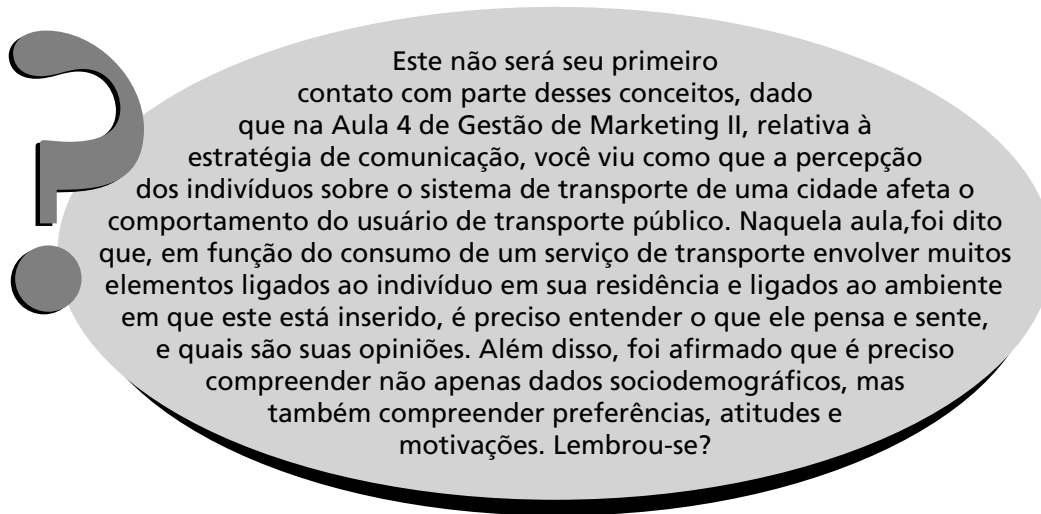 Este não será seu primeiro
contato com parte desses conceitos, dado
que na Aula 4 de Gestão de Marketing II, relativa à
estratégia de comunicação, você viu como que a percepção
dos indivíduos sobre o sistema de transporte de uma cidade afeta o
comportamento do usuário de transporte público. Naquela aula,foi dito
que, em função do consumo de um serviço de transporte envolver muitos
elementos ligados ao indivíduo em sua residência e ligados ao ambiente
em que este está inserido, é preciso entender o que ele pensa e sente,
e quais são suas opiniões. Além disso, foi afirmado que é preciso
compreender não apenas dados sociodemográficos, mas
também compreender preferências, atitudes e
motivações. Lembrou-se?